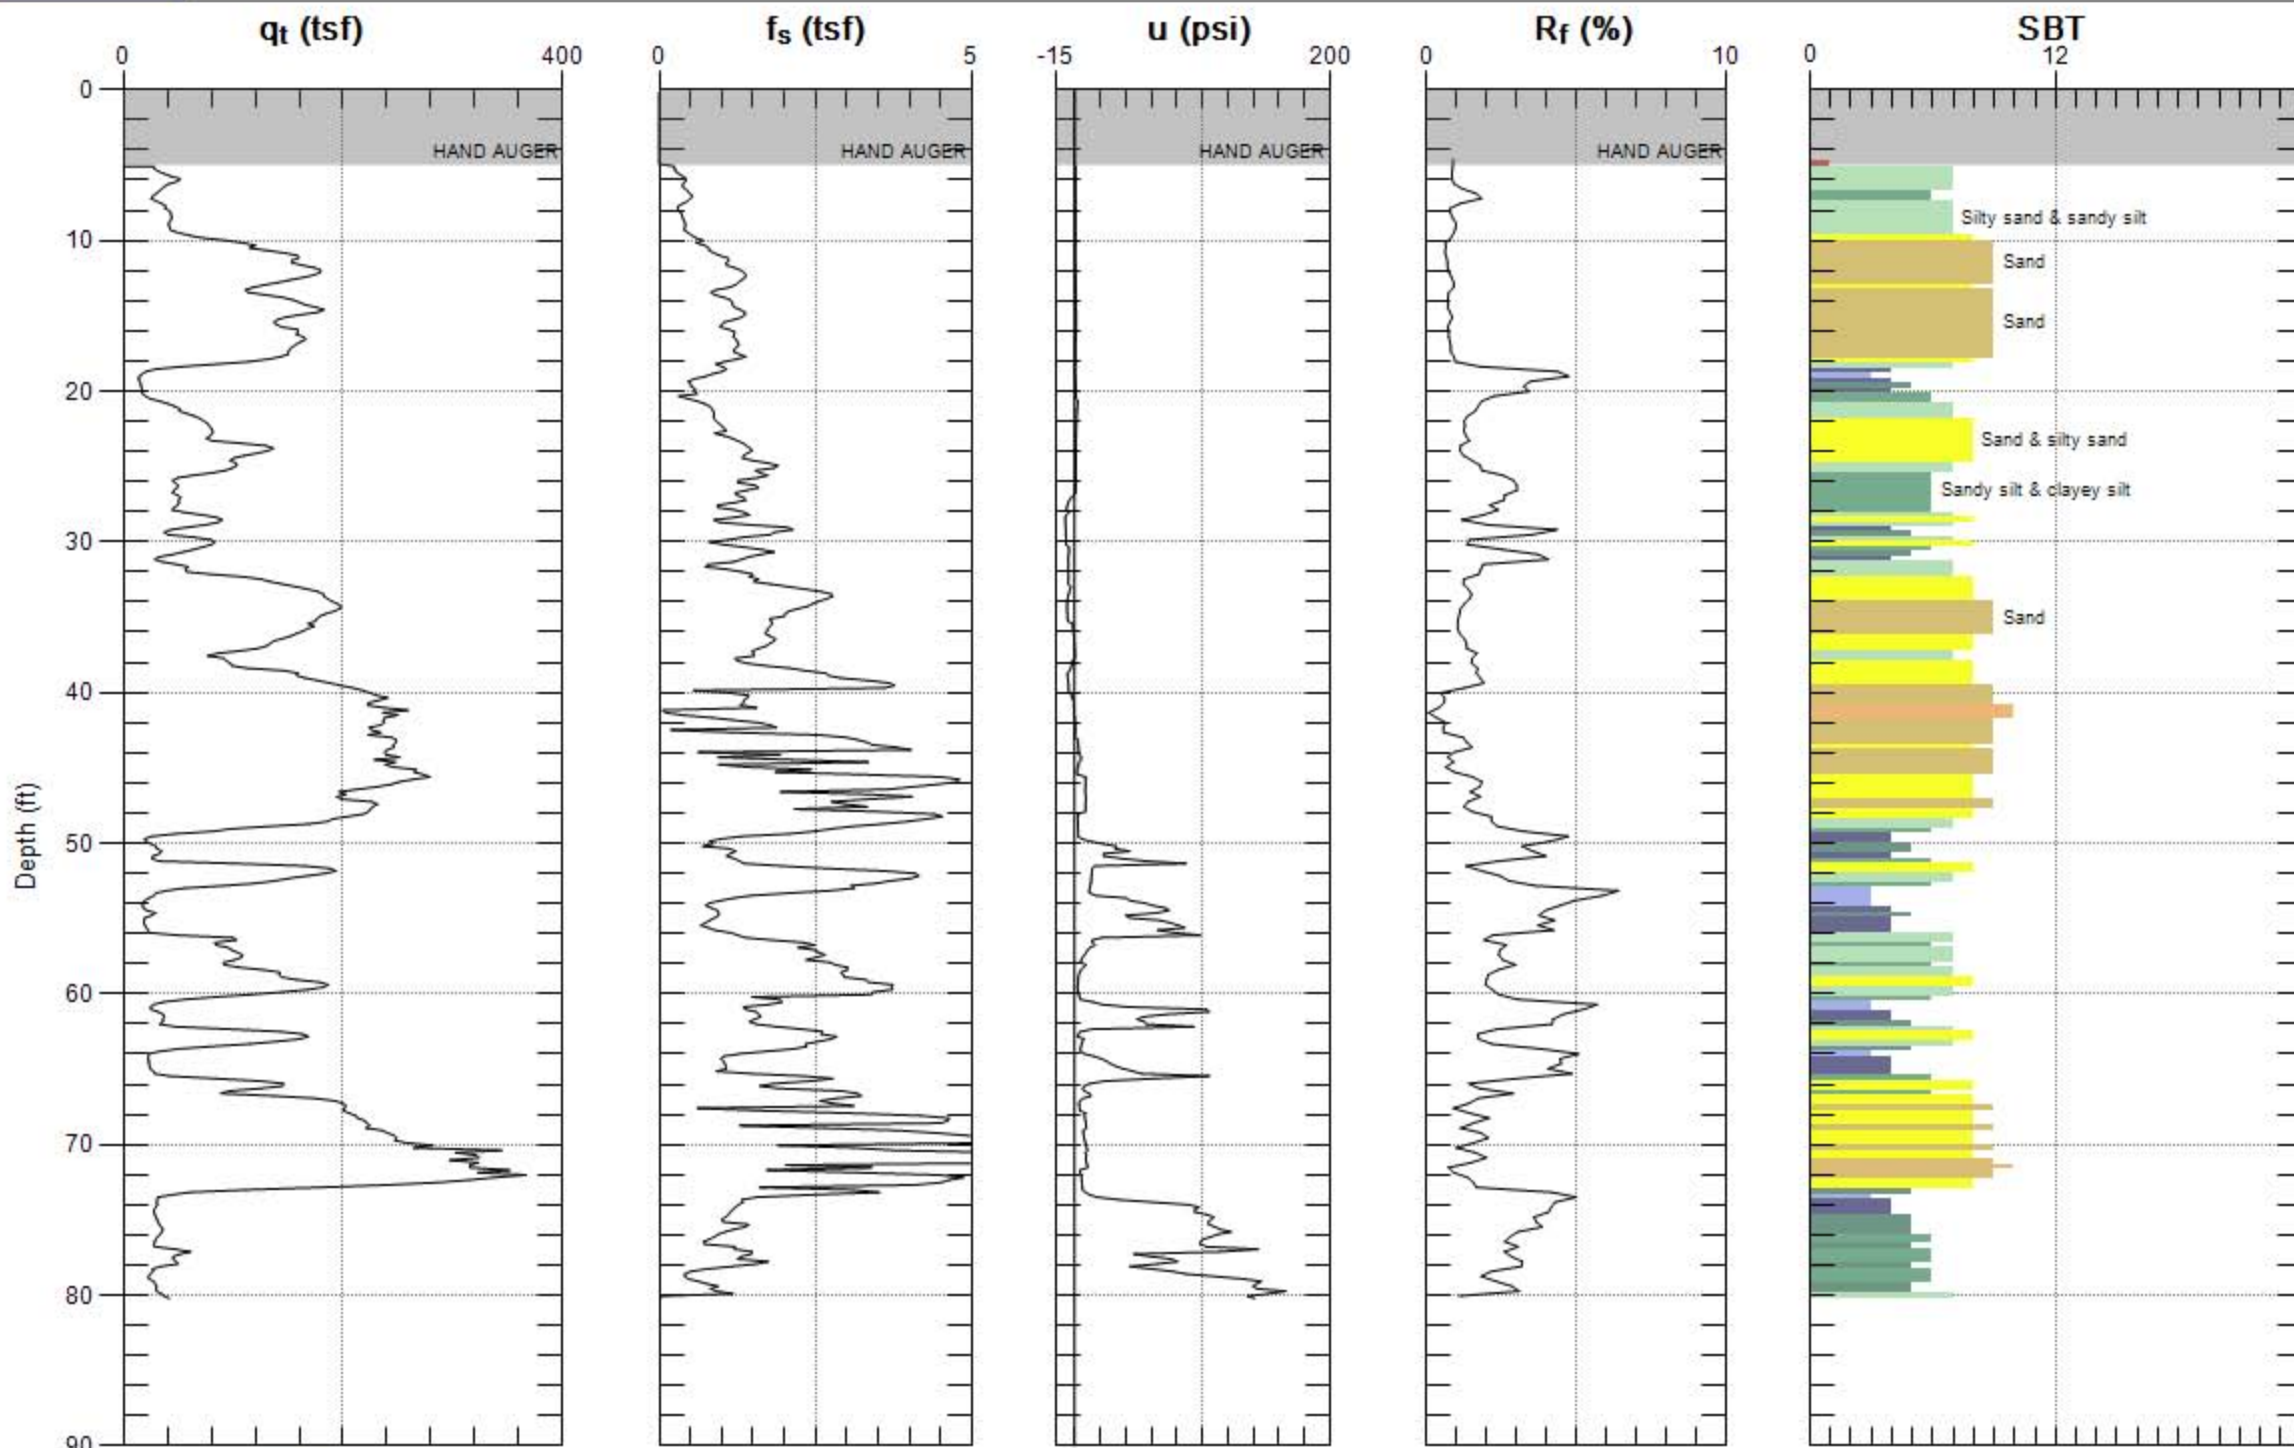 qt (tsf) fs (tsf) u (psi) Rf (%) SBT
0 400 0 5 -15 200 0 10 0 12
0
HAND AUGER HAND AUGER HAND AUGER HAND AUGER
Silty sand & sandy silt
10
Sand
Sand
20
Sand & silty sand
Sandy silt & clayey silt
30
Sand
40
50
Depth (ft)
60
70
80
90